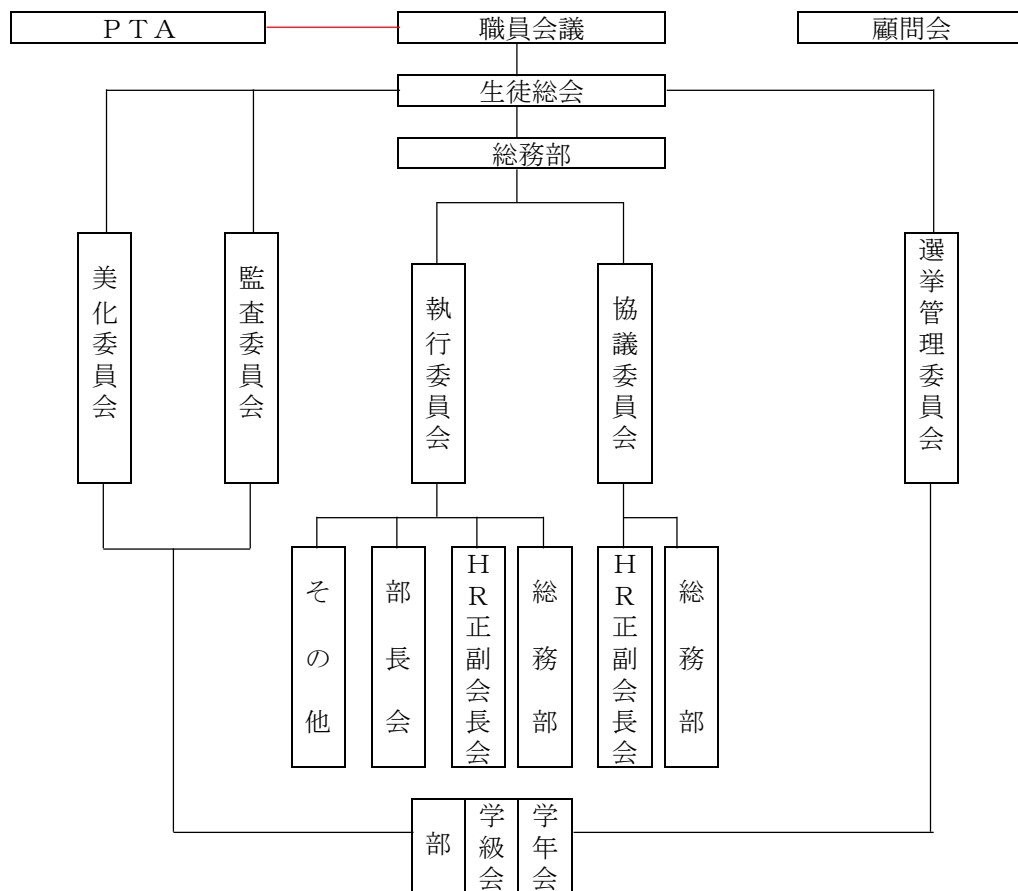 PTA
職員会議
顧問会
生徒総会
総務部
美化委員会
監査委員会
執行委員会
協議委員会
選挙管理委員会
その他
部長会
HR正副会長会
総務部
HR正副会長会
総務部
部
学級会
学年会